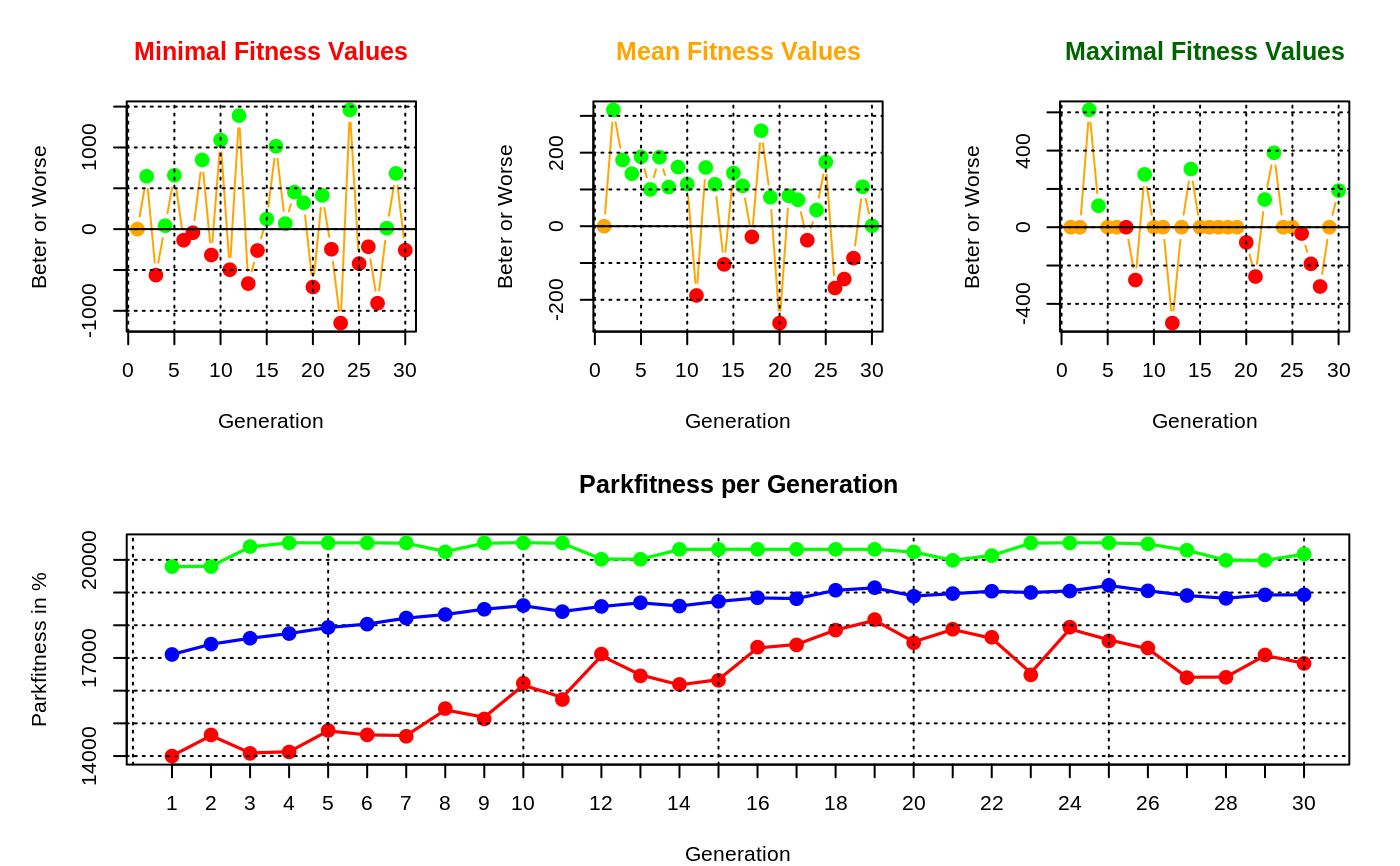 Minimal Fitness Values
Beter or Worse
-1000 0 1000
0 5 10 15 20 25 30
Generation
Mean Fitness Values
Beter or Worse
-200 0 200
0 5 10 15 20 25 30
Generation
Maximal Fitness Values
Beter or Worse
-400 0 400
0 5 10 15 20 25 30
Generation
Parkfitness per Generation
Parkfitness in %
14000 17000 20000
1 2 3 4 5 6 7 8 9 10 12 14 16 18 20 22 24 26 28 30
Generation